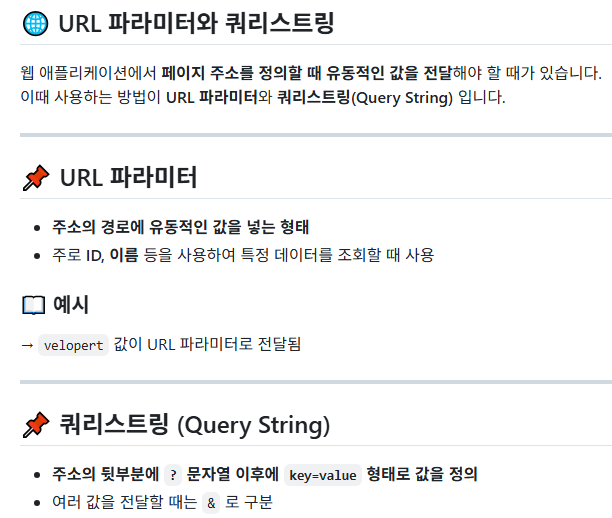 URL 파라미터와 쿼리스트링
웹 애플리케이션에서 페이지 주소를 정의할 때 유동적인 값을 전달해야 할 때가 있습니다.
이때 사용하는 방법이 URL 파라미터와 쿼리스트링(Query String) 입니다.
URL 파라미터
• 주소의 경로에 유동적인 값을 넣는 형태
• 주로 ID, 이름 등을 사용하여 특정 데이터를 조회할 때 사용
예시
→ velopert 값이 URL 파라미터로 전달됨
쿼리스트링 (Query String)
• 주소의 뒷부분에 ? 문자열 이후에 key=value 형태로 값을 정의
• 여러 값을 전달할 때는 & 로 구분